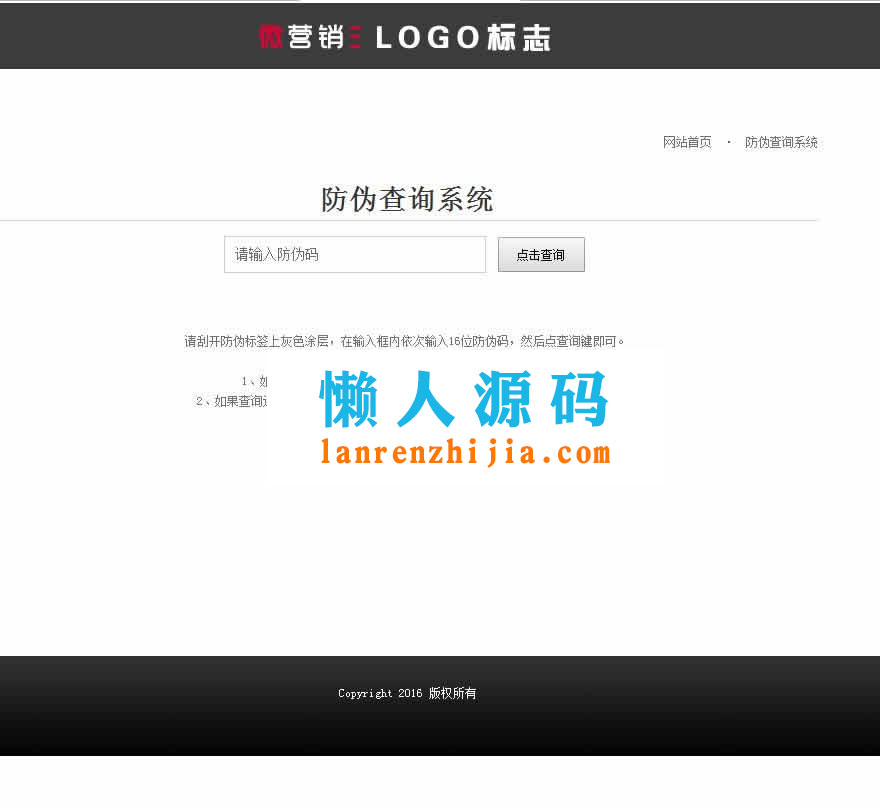 微营销 LOGO标志
网站首页 · 防伪查询系统
防伪查询系统
请输入防伪码 点击查询
请刮开防伪标签上灰色涂层，在输入框内依次输入16位防伪码，然后点查询键即可。
1、如
2、如果查询
懒人源码
lanrenzhijia.com
Copyright 2016 版权所有